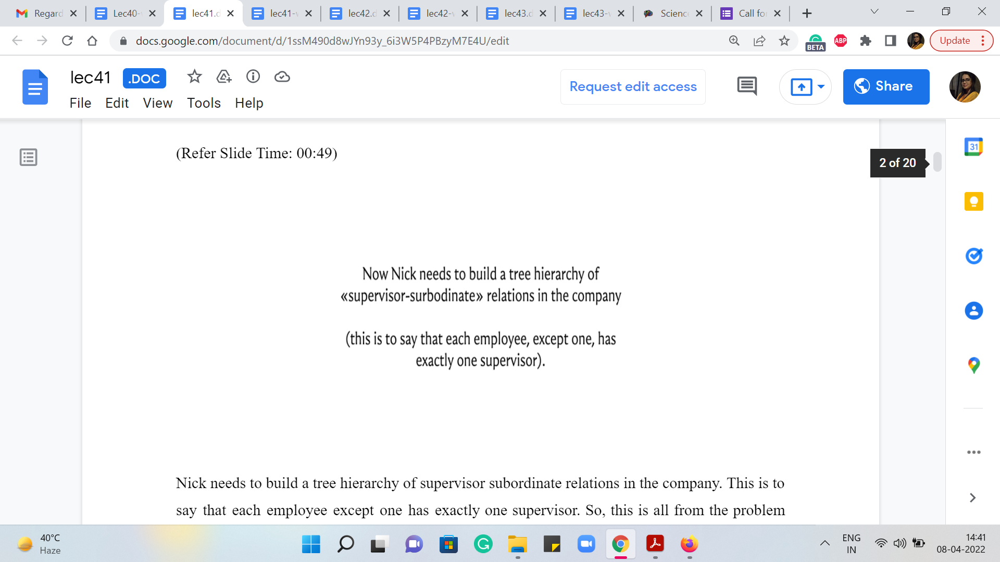 Regard
Lec40-
lec41.d
lec41-
lec42.d
lec42-
lec43.d
lec43-
Science
Call for
docs.google.com/document/d/1ssM490d8wJYn93y_6i3W5P4PBzyM7E4U/edit
BETA
ABP
Update
lec41
.DOC
File Edit View Tools Help
Request edit access
Share
(Refer Slide Time: 00:49)
31
2 of 20
Now Nick needs to build a tree hierarchy of
«supervisor-surbodinate» relations in the company
(this is to say that each employee, except one, has
exactly one supervisor).
Nick needs to build a tree hierarchy of supervisor subordinate relations in the company. This is to
say that each employee except one has exactly one supervisor. So, this is all from the problem
40°C
Haze
ENG
IN
14:41
08-04-2022